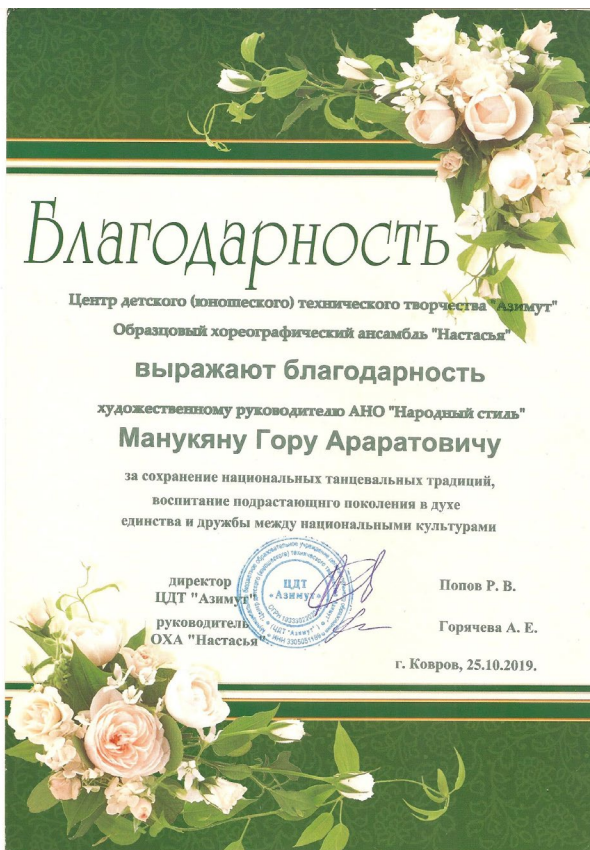 Благодарность
Центр детского (юношеского) технического творчества "Азимут"
Образцовый хореографический ансамбль "Настасья"
выражают благодарность
художественному руководителю АНО "Народный стиль"
Манукяну Гору Араратовичу
за сохранение национальных танцевальных традиций,
воспитание подрастающнго поколения в духе
единства и дружбы между национальными культурами
директор
ЦДТ "Азимут"
Попов Р. В.
руководитель
ОХА "Настасья"
Горячева А. Е.
ЦДТ
«Азимут»
г. Ковров, 25.10.2019.